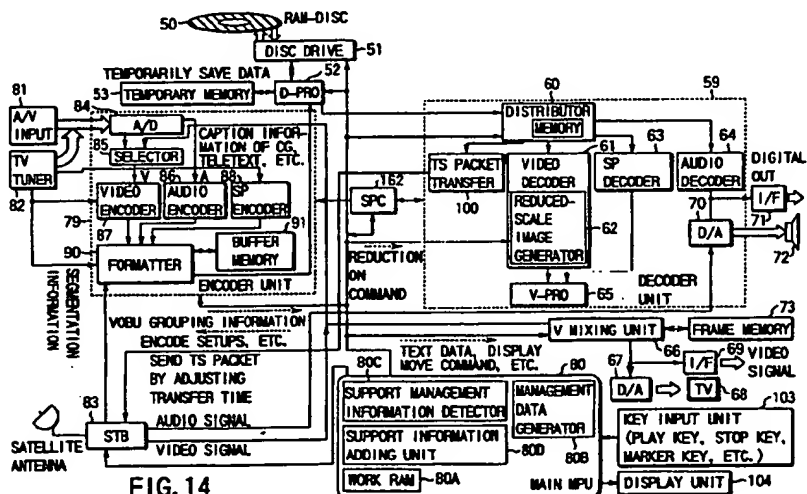 50
RAM-DISC
DISC DRIVE
51
TEMPORARILY SAVE DATA
52
53
TEMPORARY MEMORY
D-PRO
81
A/V
INPUT
84
A/D
85
SELECTOR
CAPTION INFOR-
MATION OF CG,
TELETEXT, ETC.
TV
TUNER
82
V
86
A
88
VIDEO
ENCODER
AUDIO
ENCODER
SP
ENCODER
79
87
90
FORMATTER
BUFFER
MEMORY
91
ENCODER UNIT
SEGMENTATION
INFORMATION
162
SPC
60
59
DISTRIBUTOR
MEMORY
61
63
64
TS PACKET
TRANSFER
100
VIDEO
DECODER
SP
DECODER
AUDIO
DECODER
REDUCED-
SCALE
IMAGE
GENERATOR
62
DIGITAL
OUT
I/F
70
71
D/A
72
REDUCTION
ON
COMMAND
V-PRO
65
DECODER
UNIT
73
VOBU GROUPING INFORMATION
ENCODE SETUPS, ETC.
SEND TS PACKET
BY ADJUSTING
TRANSFER TIME
TEXT DATA, DISPLAY
MOVE COMMAND, ETC.
V MIXING UNIT
66
FRAME MEMORY
67
69
I/F
VIDEO
SIGNAL
D/A
TV
68
83
STB
SATELLITE
ANTENNA
AUDIO SIGNAL
VIDEO SIGNAL
80C
80
SUPPORT MANAGEMENT
INFORMATION DETECTOR
MANAGEMENT
DATA
GENERATOR
SUPPORT INFORMATION
ADDING UNIT
80D
80B
WORK RAM
80A
MAIN MPU
103
KEY INPUT UNIT
(PLAY KEY, STOP KEY,
MARKER KEY, ETC.)
DISPLAY UNIT
104
FIG. 14